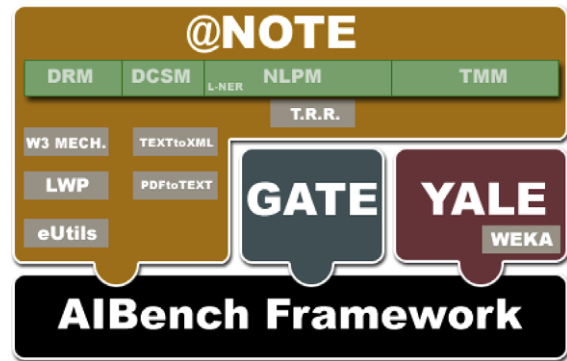 @NOTE
DRM DCSM L-NER NLPM TMM
T.R.R.
W3 MECH. TEXTtoXML
LWP PDFtoTEXT
eUtils
GATE YALE
WEKA
AIBench Framework